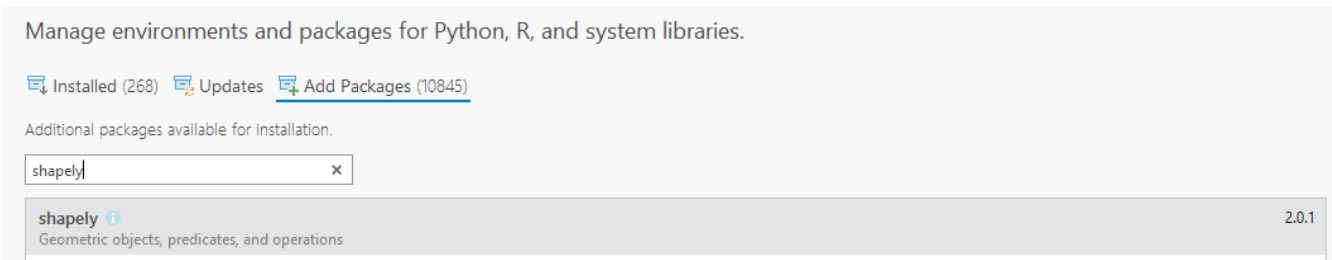 Manage environments and packages for Python, R, and system libraries.
Installed (268) Updates Add Packages (10845)
Additional packages available for installation.
shapely
shapely 2.0.1
Geometric objects, predicates, and operations